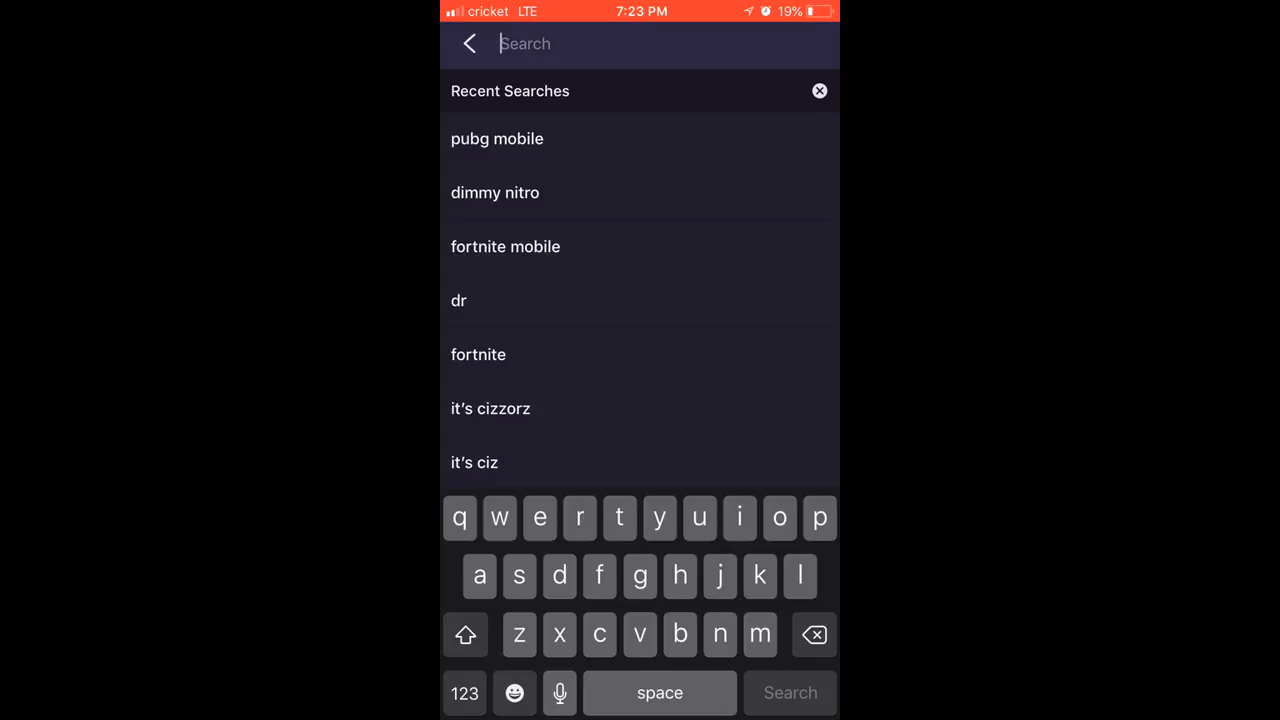 cricket LTE 7:23 PM 19%
Search
Recent Searches
pubg mobile
dimmy nitro
fortnite mobile
dr
fortnite
it’s cizzorz
it’s ciz
q w e r t y u i o p
a s d f g h j k l
z x c v b n m
123 space Search